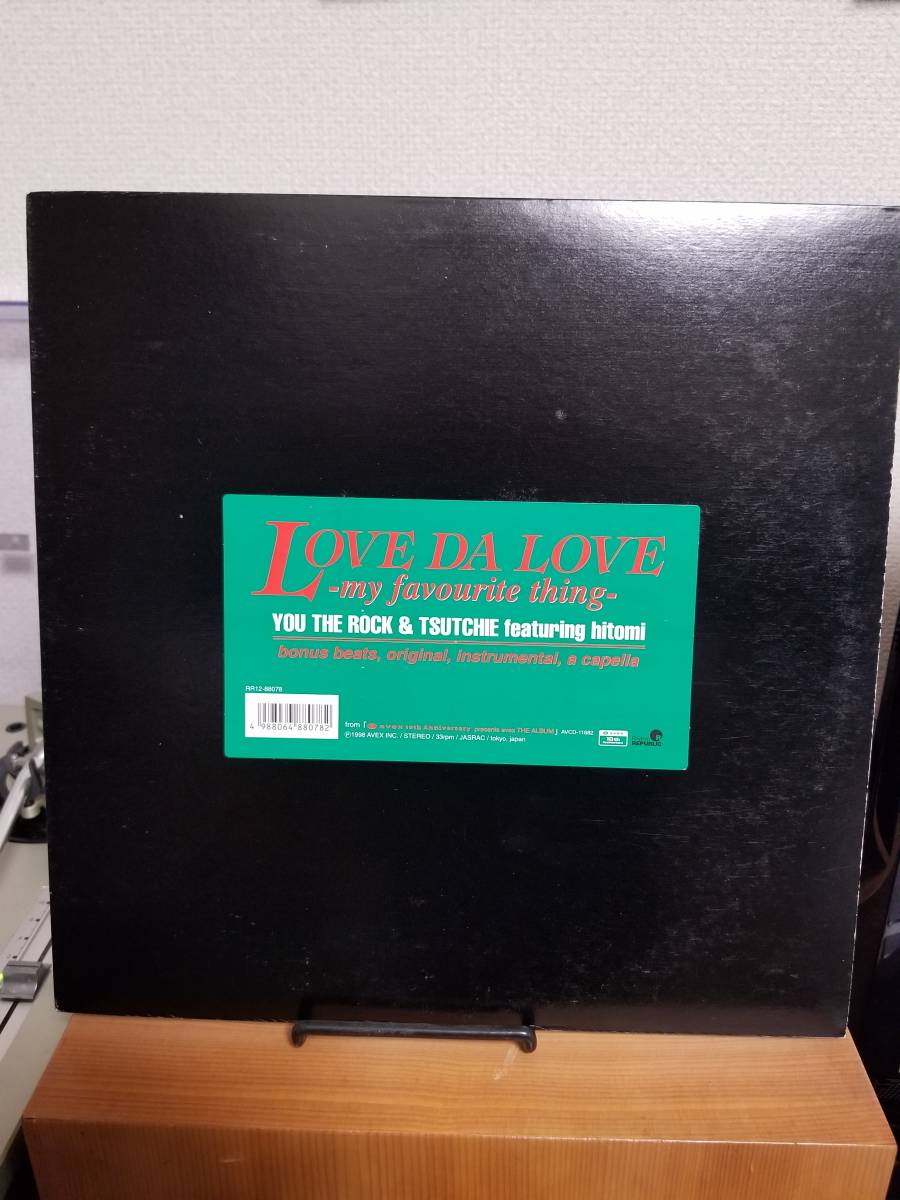 LOVE DA LOVE
-my favourite thing-
YOU THE ROCK & TSUTCHIE featuring hitomi
bonus beats, original, instrumental, a capella
RR12-88078
4 988064 880782
from「avex 10th Anniversary presents avex THE ALBUM」 AVCD-11682
Ⓟ1998 AVEX INC. / STEREO / 33rpm / JASRAC / tokyo, japan
10th
REPUBLIC